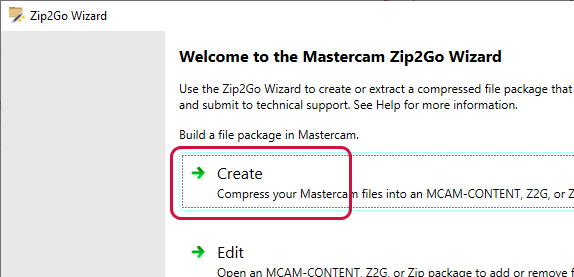 Zip2Go Wizard
Welcome to the Mastercam Zip2Go Wizard
Use the Zip2Go Wizard to create or extract a compressed file package that
and submit to technical support. See Help for more information.
Build a file package in Mastercam.
Create
Compress your Mastercam files into an MCAM-CONTENT, Z2G, or Z
Edit
Open an MCAM-CONTENT, Z2G, or Zip package to add or remove f